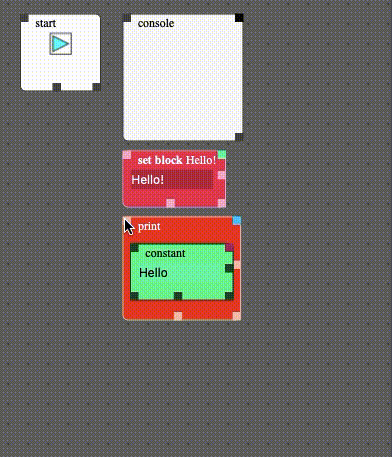 start
console
set block Hello!
Hello!
print
constant
Hello